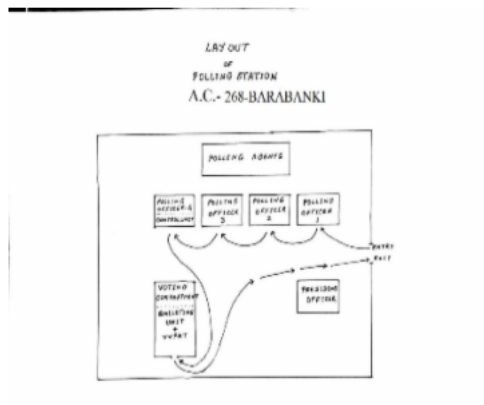 LAY OUT
OF
POLLING STATION
A.C.- 268-BARABANKI
POLLING AGENTS
POLLING
OFFICER-4
CONTROL UNIT
POLLING
OFFICER
3
POLLING
OFFICER
2
POLLING
OFFICER
1
ENTRY
EXIT
VOTING
COMPARTMENT
BALLOTING
UNIT
+
VVPAT
PRESIDING
OFFICER